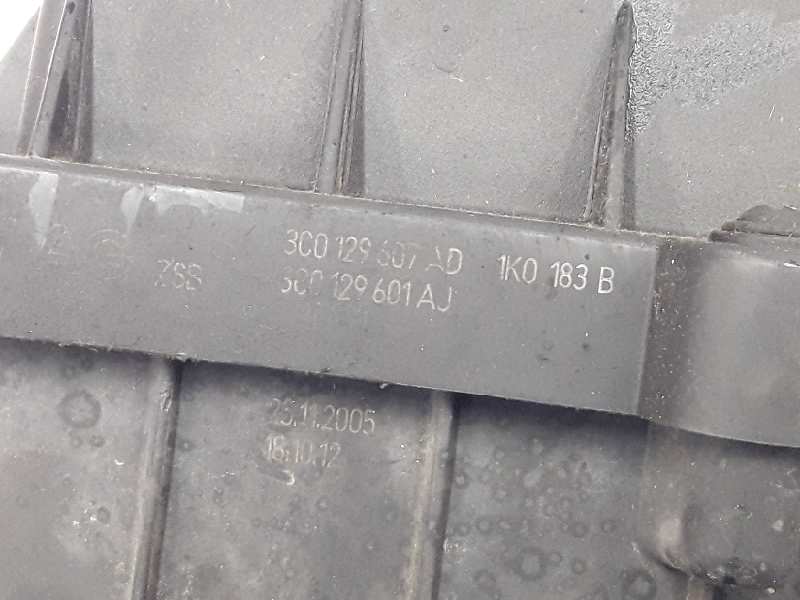 3C0 129 607 AD 1K0 183 B
ZSB 3C0 129 601 AJ
25.11.2005
18.10.12